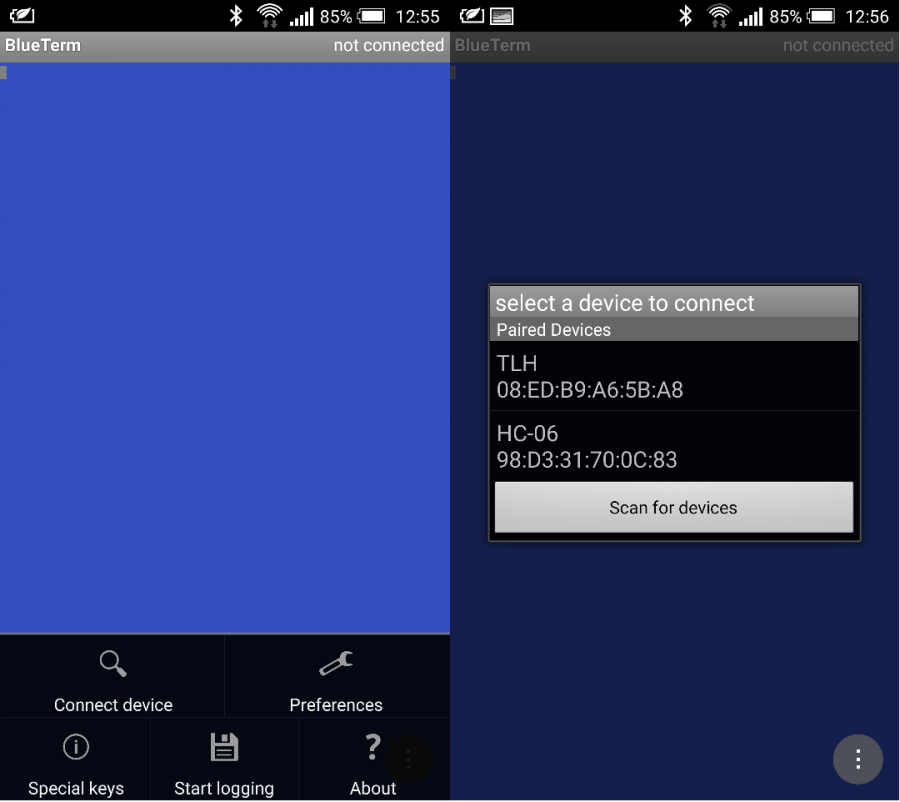 85% 12:55
BlueTerm not connected
Connect device Preferences
Special keys Start logging About
85% 12:56
BlueTerm not connected
select a device to connect
Paired Devices
TLH
08:ED:B9:A6:5B:A8
HC-06
98:D3:31:70:0C:83
Scan for devices